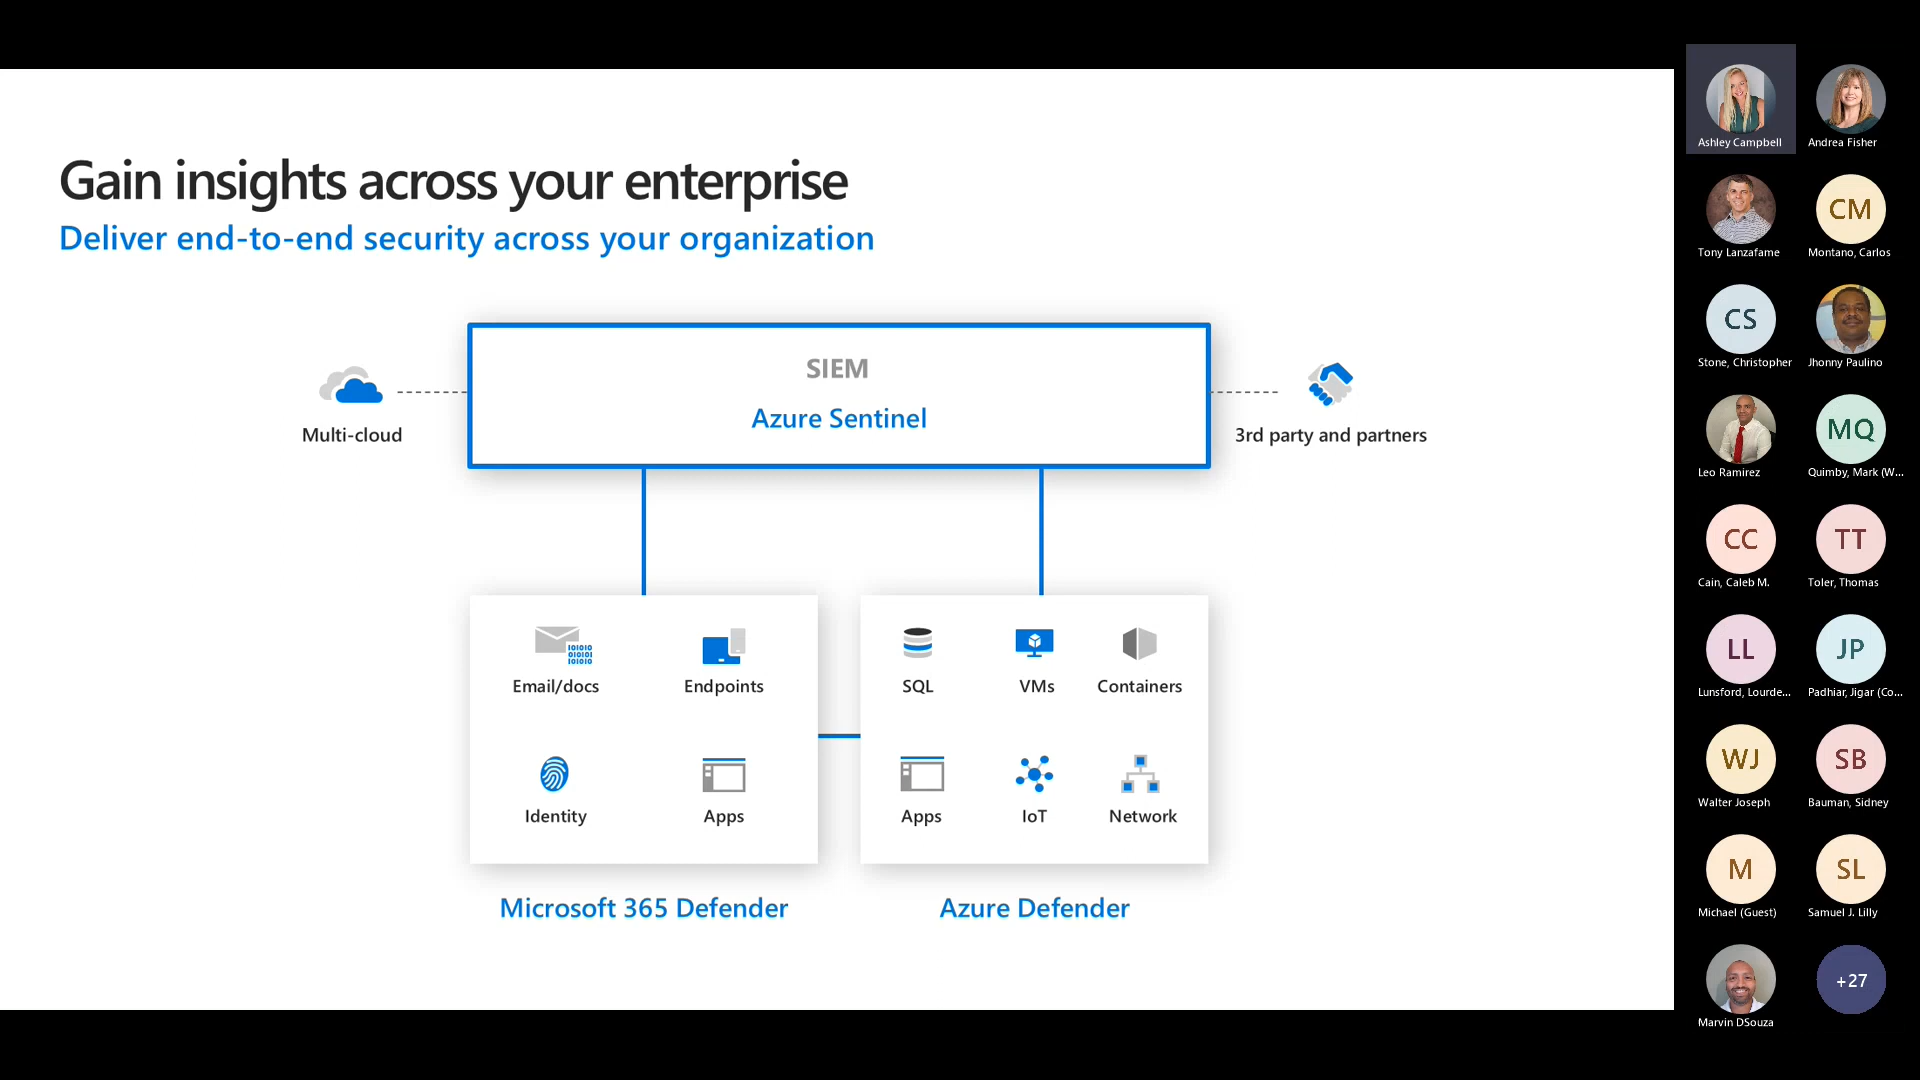 Gain insights across your enterprise
Deliver end-to-end security across your organization
SIEM
Azure Sentinel
Multi-cloud
3rd party and partners
Email/docs
Endpoints
Identity
Apps
SQL
VMs
Containers
Apps
IoT
Network
Microsoft 365 Defender
Azure Defender
Ashley Campbell
Andrea Fisher
Tony Lanzafame
CM
Montano, Carlos
CS
Stone, Christopher
Jhonny Paulino
Leo Ramirez
MQ
Quimby, Mark (W...
CC
Cain, Caleb M.
TT
Toler, Thomas
LL
Lunsford, Lourde...
JP
Padhiar, Jigar (Co...
WJ
Walter Joseph
SB
Bauman, Sidney
M
Michael (Guest)
SL
Samuel J. Lilly
Marvin DSouza
+27